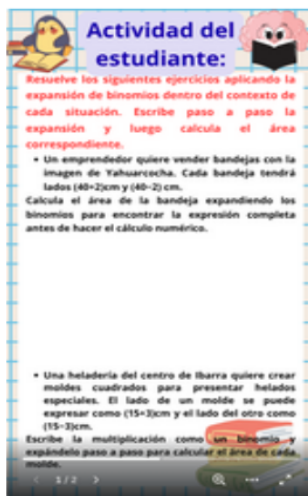 Actividad del
estudiante:
Resuelve los siguientes ejercicios aplicando la
expansión de binomios dentro del contexto de
cada situación. Escribe paso a paso la
expansión y luego calcula el área
correspondiente.
• Un emprendedor quiere vender bandejas con la
imagen de Yahuarcocha. Cada bandeja tendrá
lados (40+2)cm y (40-2) cm.
Calcula el área de la bandeja expandiendo los
binomios para encontrar la expresión completa
antes de hacer el cálculo numérico.
• Una heladería del centro de Ibarra quiere crear
moldes cuadrados para presentar helados
especiales. El lado de un molde se puede
expresar como (15+3)cm y el lado del otro como
(15-3)cm.
Escribe la multiplicación como un binomio y
expándelo paso a paso para calcular el área de cada
molde.
1/2